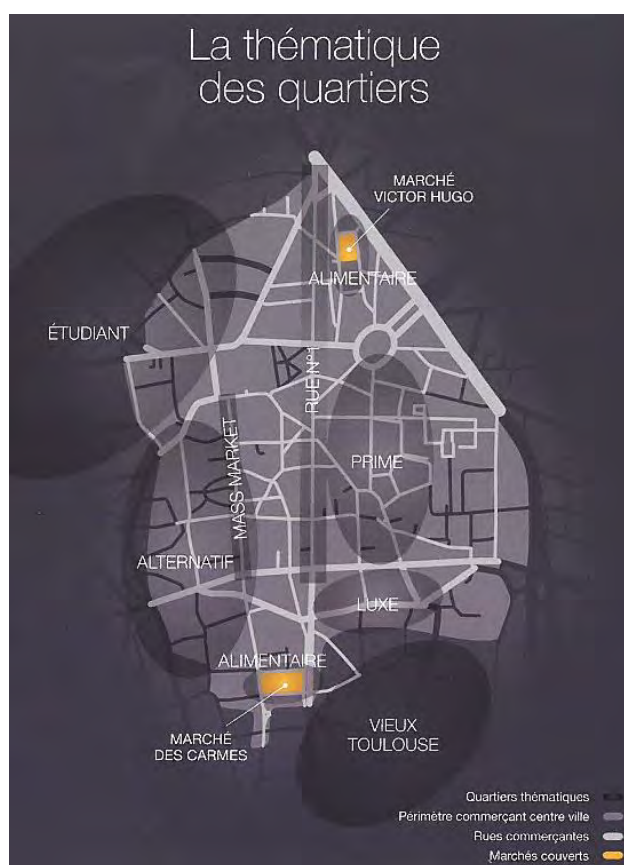 La thématique
des quartiers
MARCHÉ
VICTOR HUGO
ALIMENTAIRE
ÉTUDIANT
RUE N°1
MASS MARKET
PRIME
ALTERNATIF
LUXE
ALIMENTAIRE
VIEUX
TOULOUSE
MARCHÉ
DES CARMES
Quartiers thématiques
Périmètre commerçant centre ville
Rues commerçantes
Marchés couverts